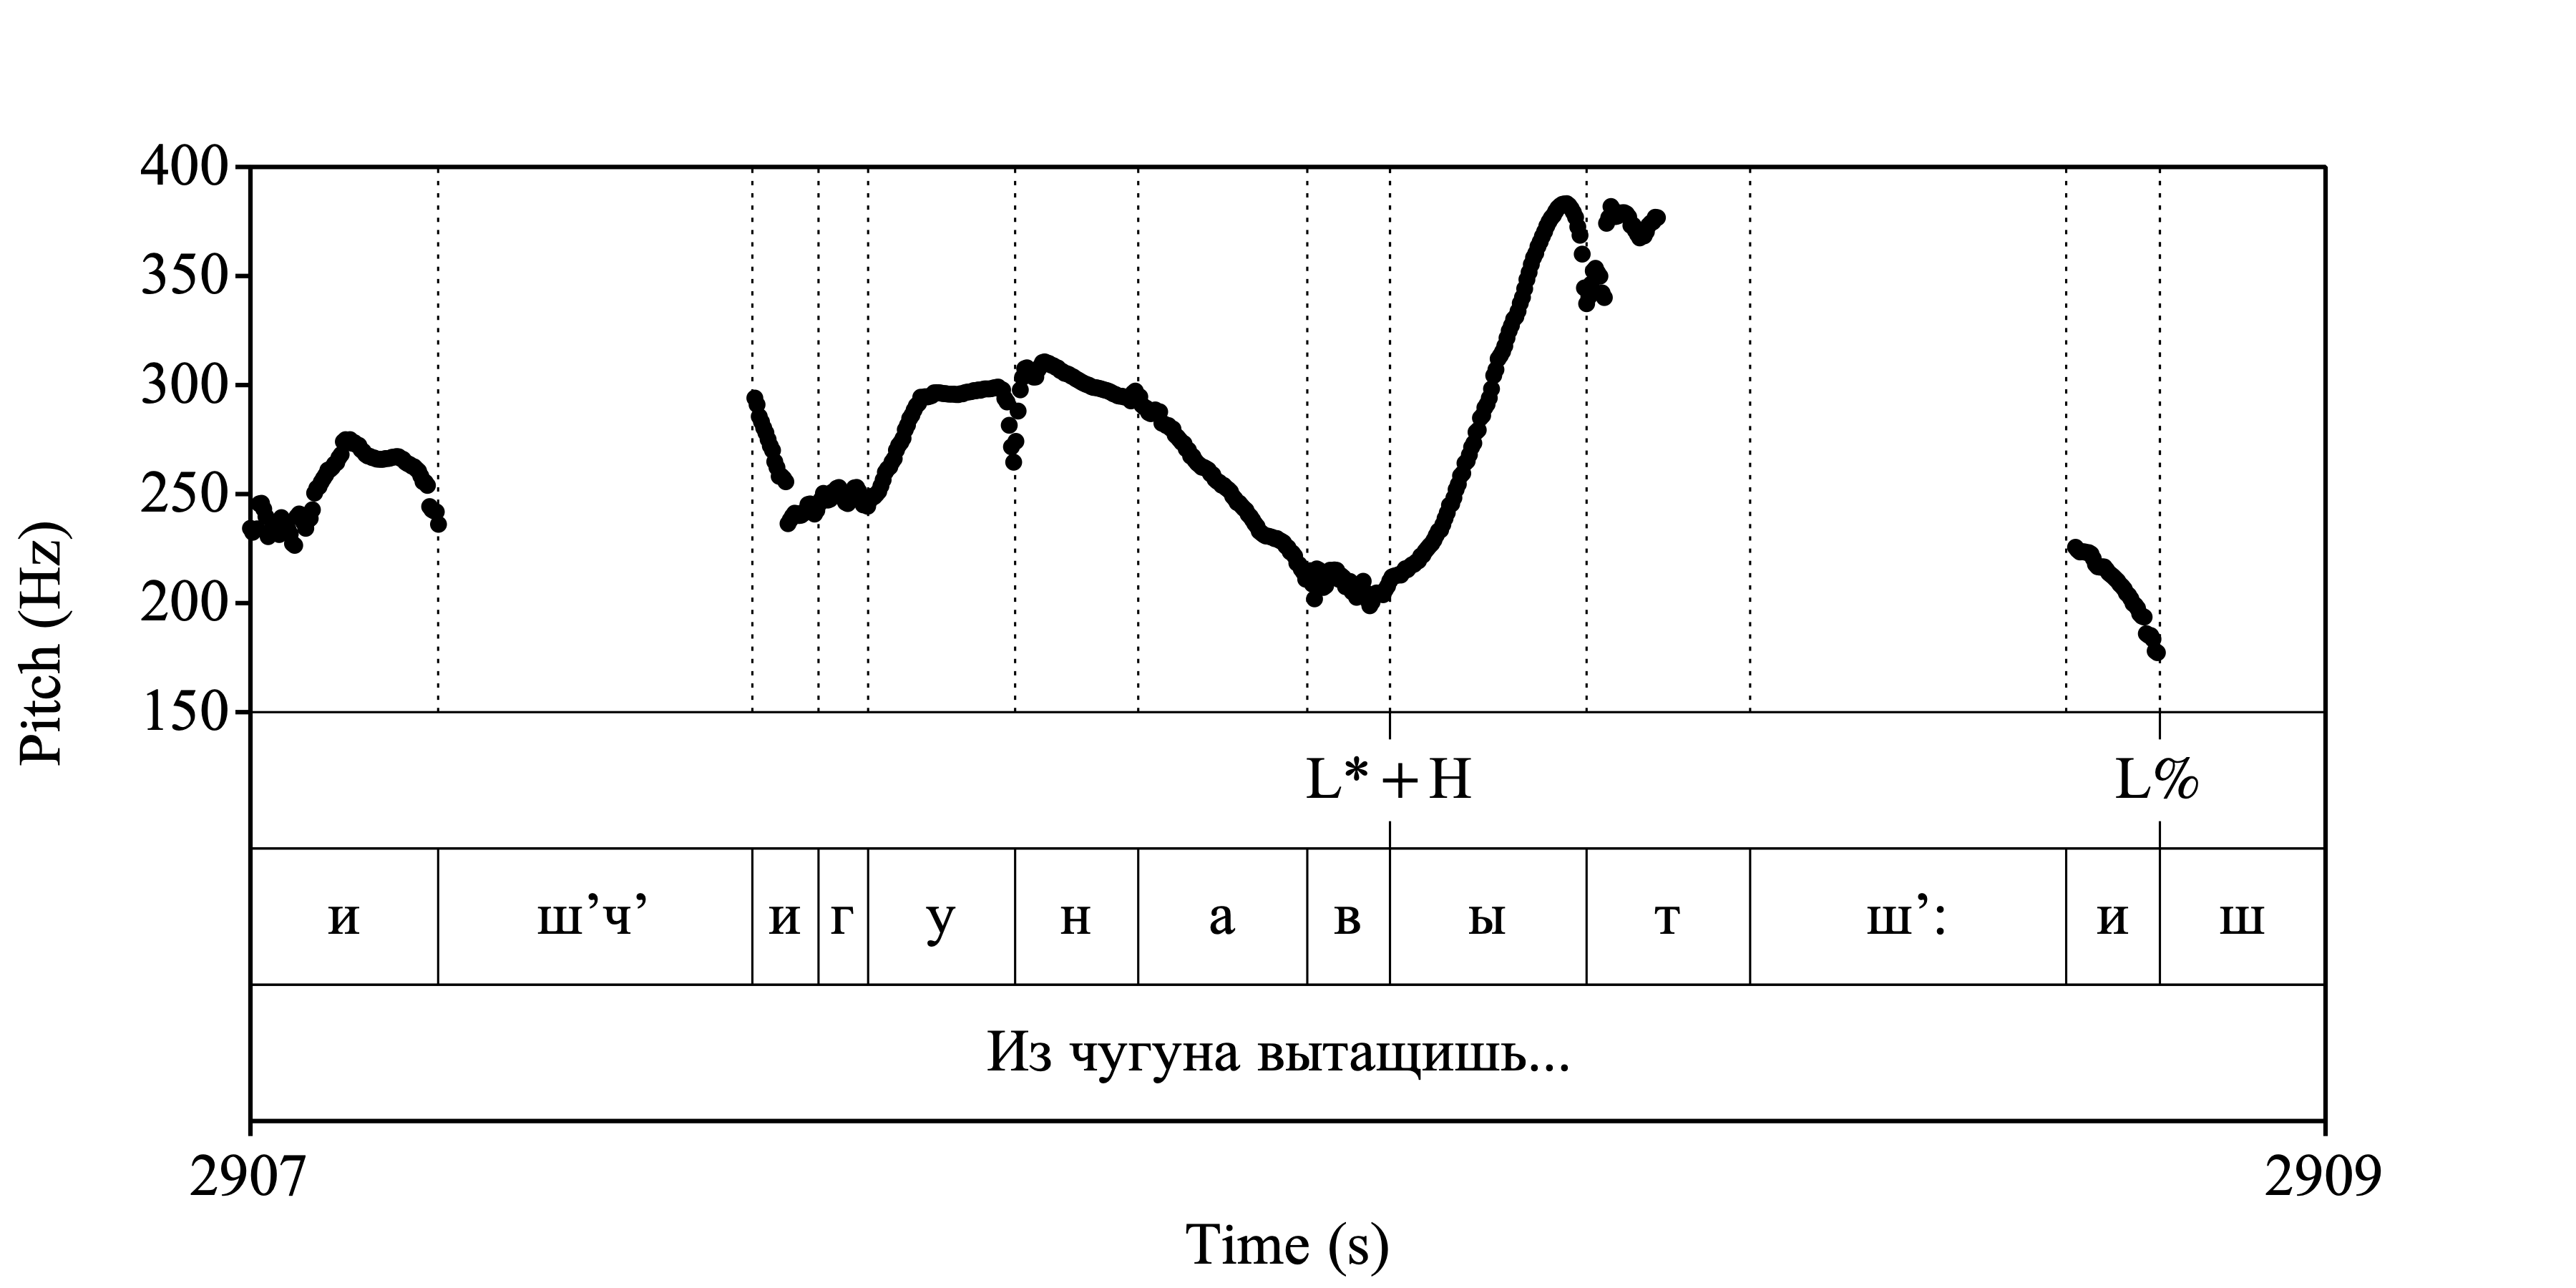 400
350
300
250
200
150
Pitch (Hz)
L*+H L%
и ш’ч’ и г у н а в ы т ш’: и ш
Из чугуна вытащишь...
2907 2909
Time (s)